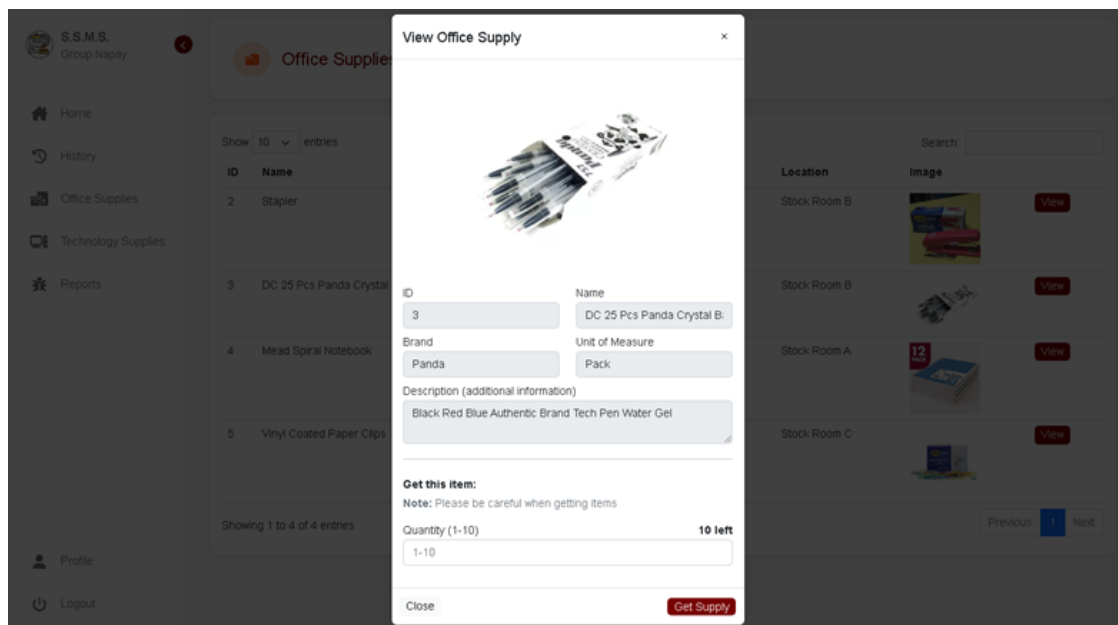 S.S.M.S.
Group Napay
Home
History
Office Supplies
Technology Supplies
Reports
Profile
Logout
Office Supplies
Show 10 entries
Search:
ID Name Location Image
2 Stapler Stock Room B View
3 DC 25 Pcs Panda Crystal Stock Room B View
4 Mead Spiral Notebook Stock Room A View
12
PACK
5 Vinyl Coated Paper Clips Stock Room C View
Showing 1 to 4 of 4 entries
Previous 1 Next
View Office Supply ×
Panda
ID Name
3 DC 25 Pcs Panda Crystal B
Brand Unit of Measure
Panda Pack
Description (additional information)
Black Red Blue Authentic Brand Tech Pen Water Gel
Get this item:
Note: Please be careful when getting items
Quantity (1-10) 10 left
1-10
Close Get Supply